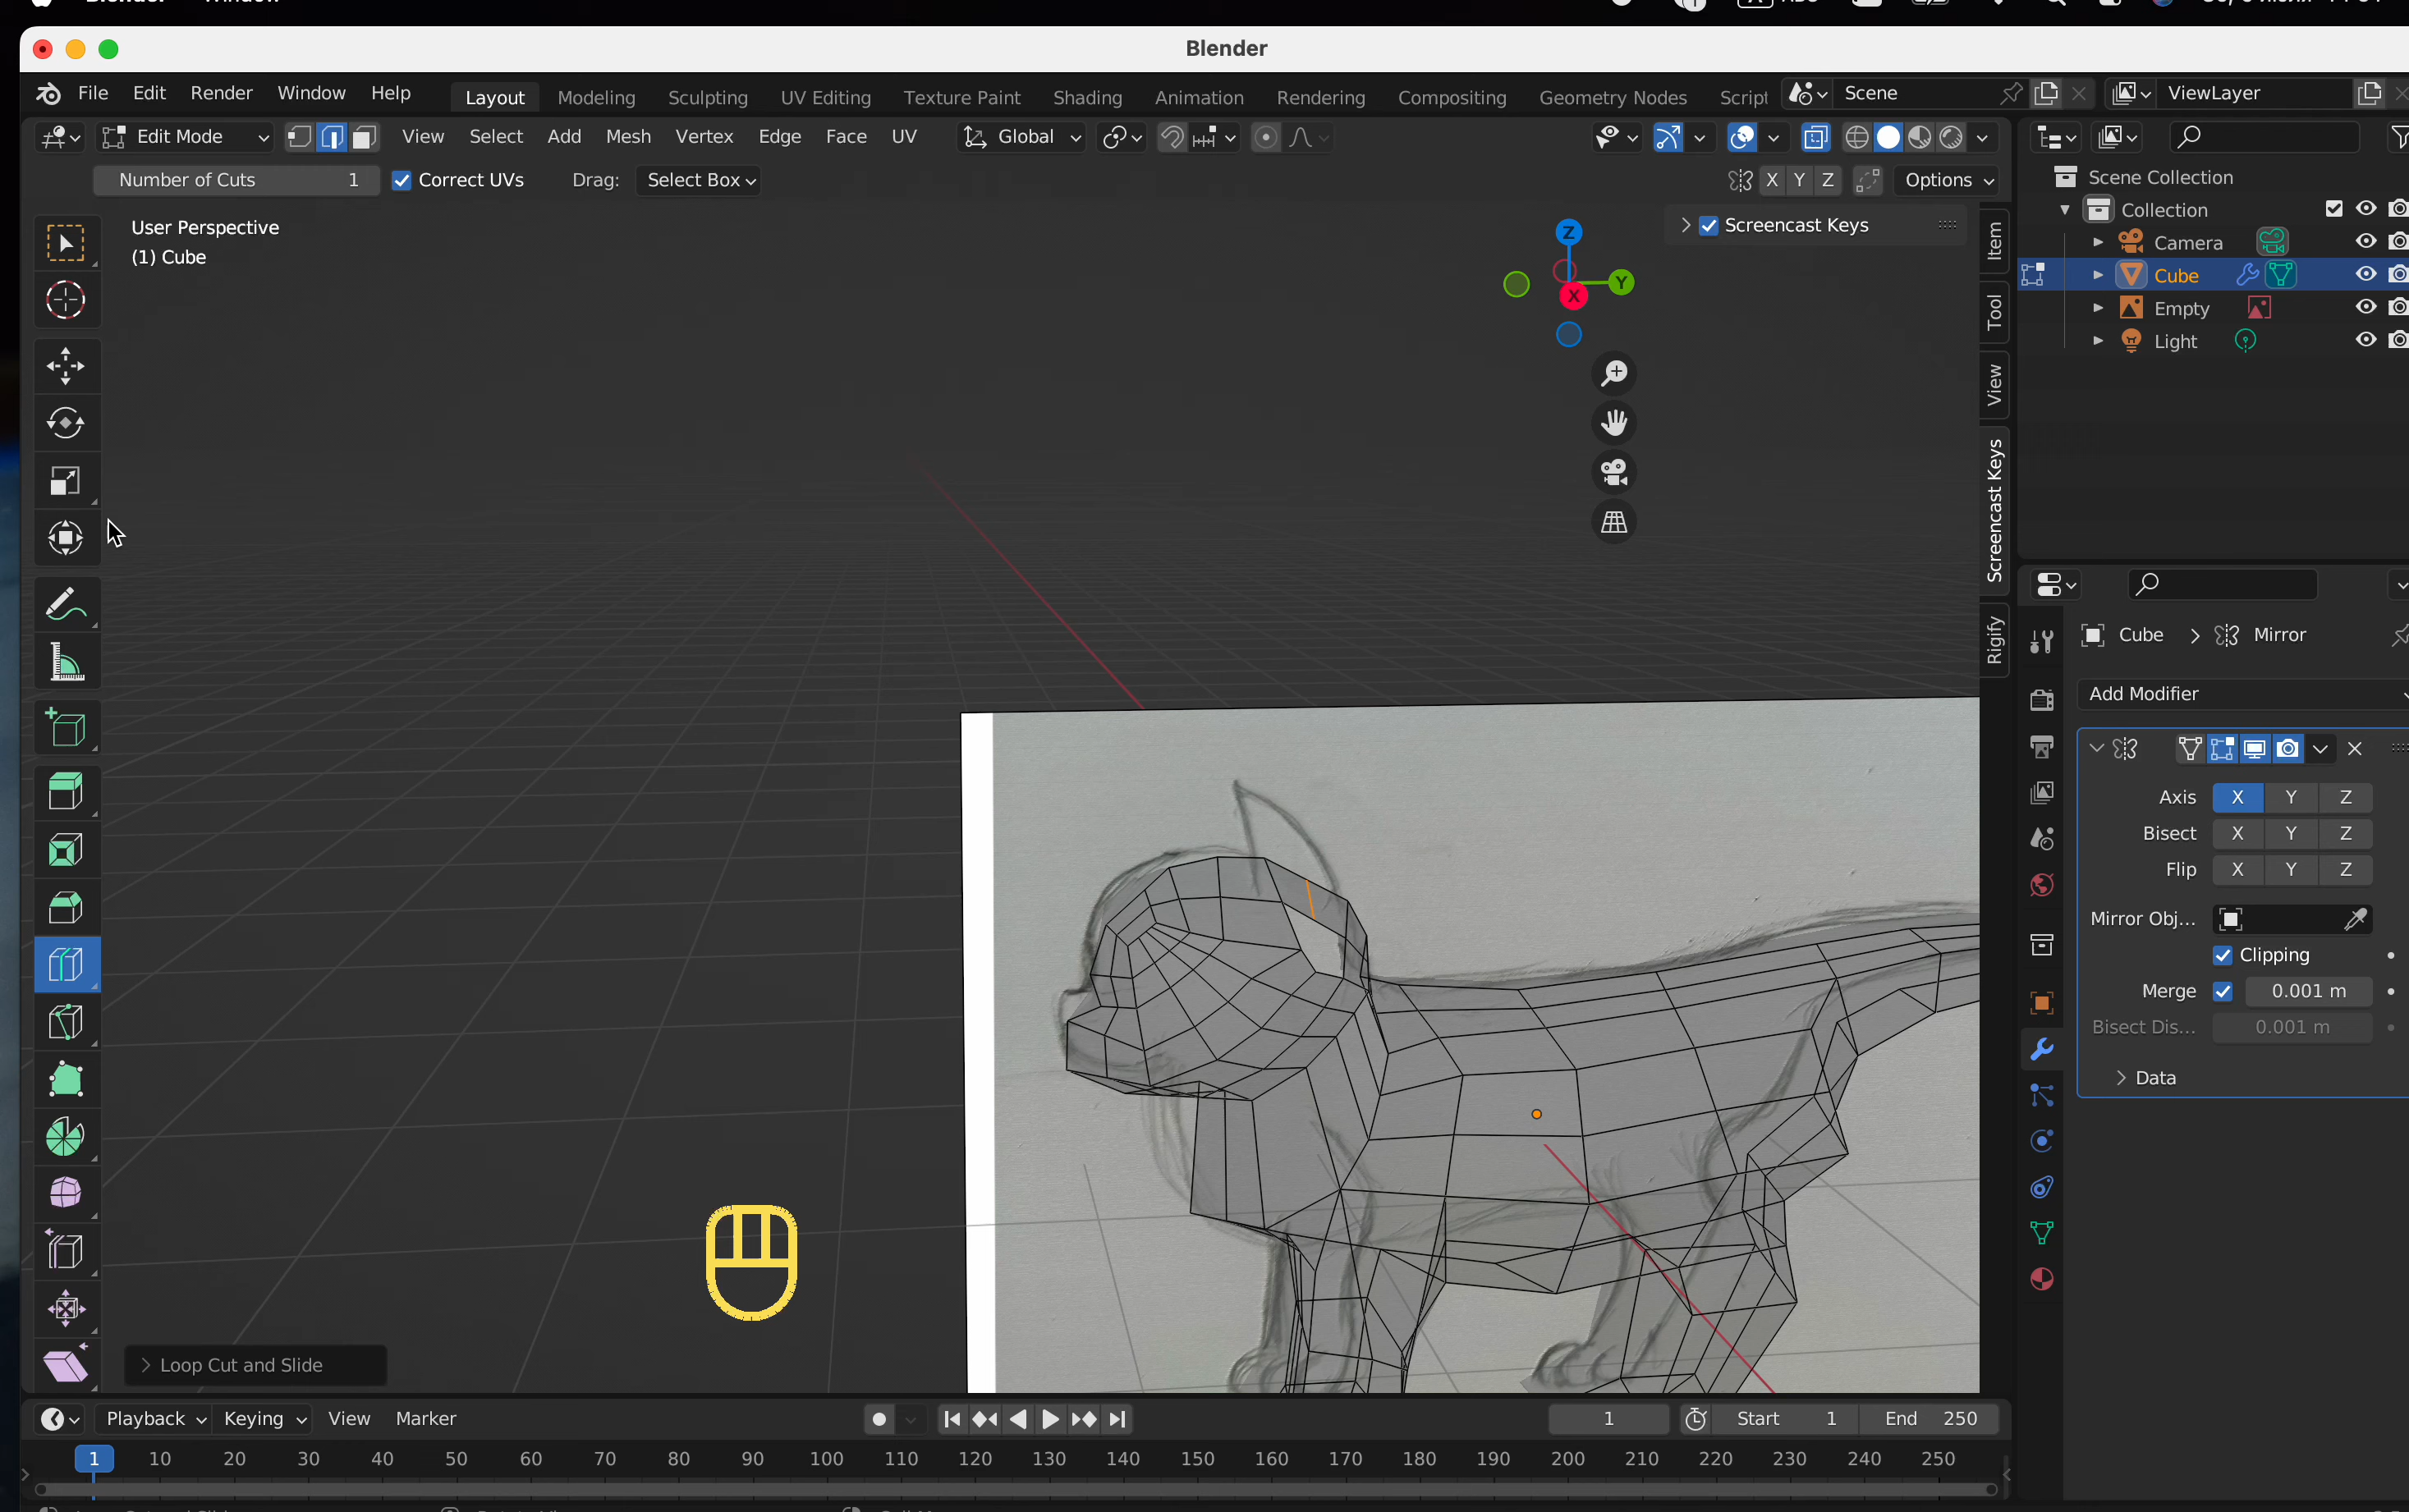 Blender
File Edit Render Window Help Layout Modeling Sculpting UV Editing Texture Paint Shading Animation Rendering Compositing Geometry Nodes Script Scene ViewLayer
Edit Mode View Select Add Mesh Vertex Edge Face UV Global
Number of Cuts 1 Correct UVs Drag: Select Box X Y Z Options
User Perspective
(1) Cube
Screencast Keys
Z
Y
X
Item
Tool
View
Screencast Keys
Rigify
Scene Collection
Collection
Camera
Cube
Empty
Light
Cube > Mirror
Add Modifier
Axis X Y Z
Bisect X Y Z
Flip X Y Z
Mirror Obj...
Clipping
Merge 0.001 m
Bisect Dis... 0.001 m
Data
Loop Cut and Slide
Playback Keying View Marker 1 Start 1 End 250
1 10 20 30 40 50 60 70 80 90 100 110 120 130 140 150 160 170 180 190 200 210 220 230 240 250